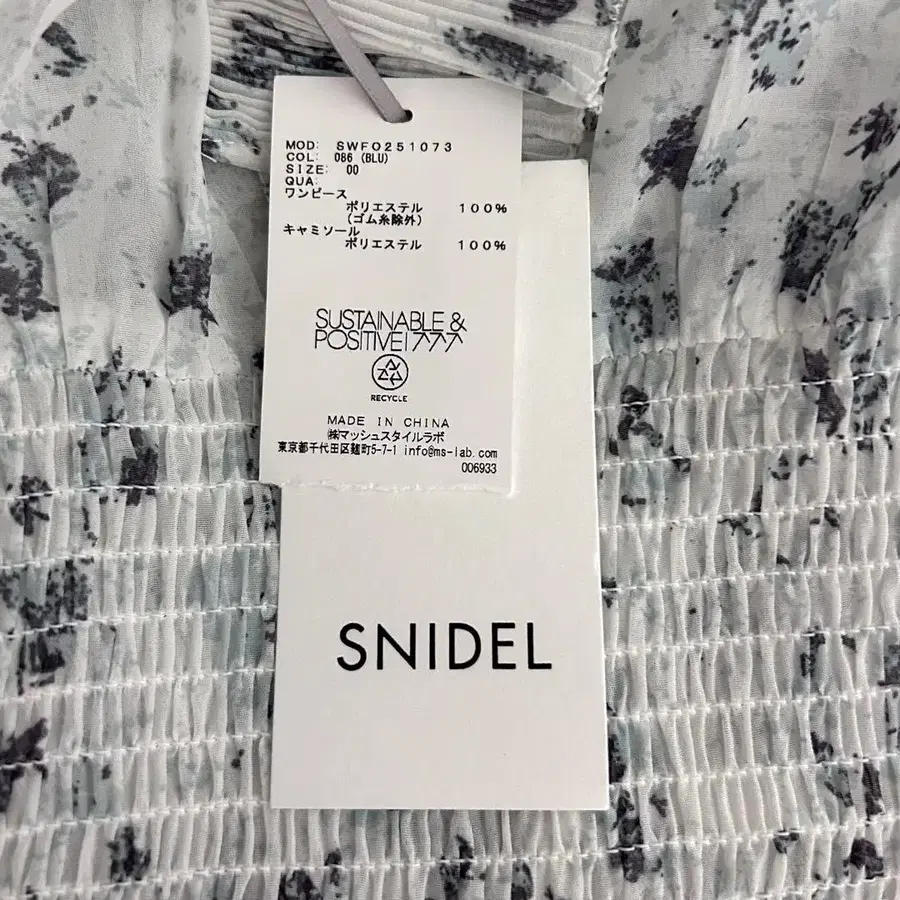 MOD: SWFO251073
COL: 086 (BLU)
SIZE: 00
QUA:
ワンピース
ポリエステル 100%
(ゴム糸除外)
キャミソール
ポリエステル 100%
SUSTAINABLE &
POSITIVE!777
RECYCLE
MADE IN CHINA
㈱マッシュスタイルラボ
東京都千代田区麹町5-7-1 info@ms-lab.com
006933
SNIDEL